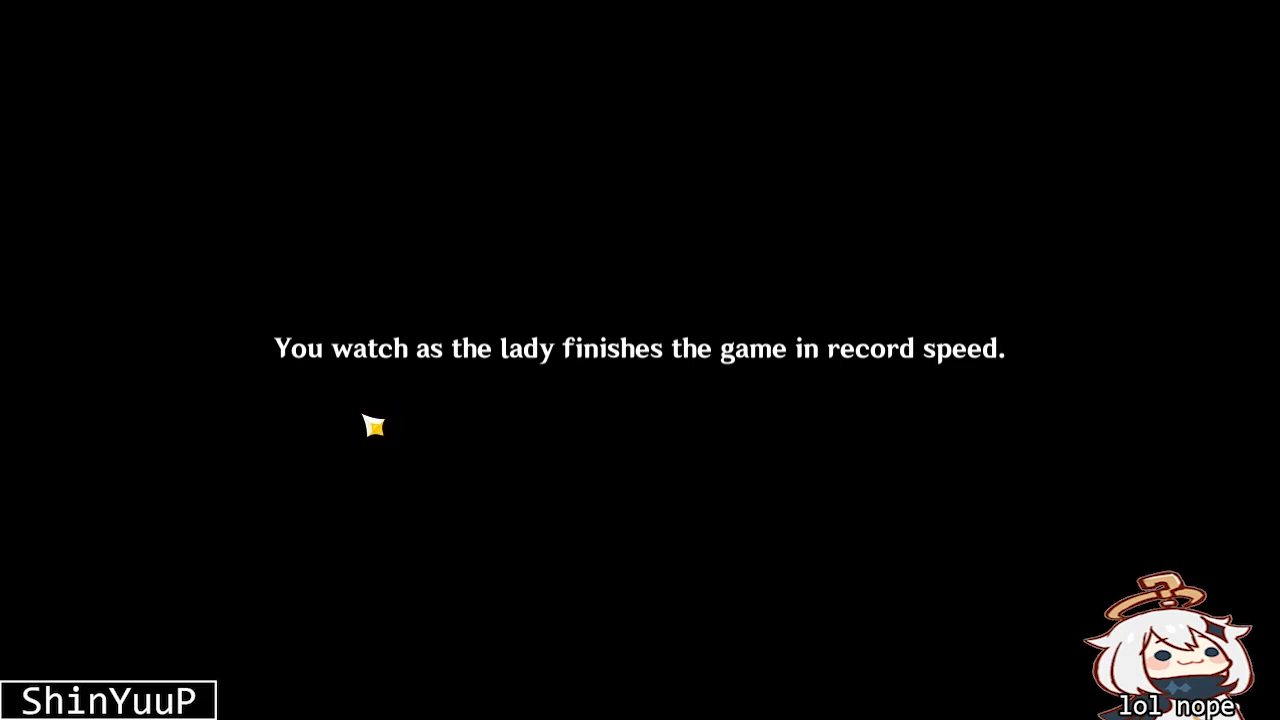 You watch as the lady finishes the game in record speed.
ShinYuuP
lol nope